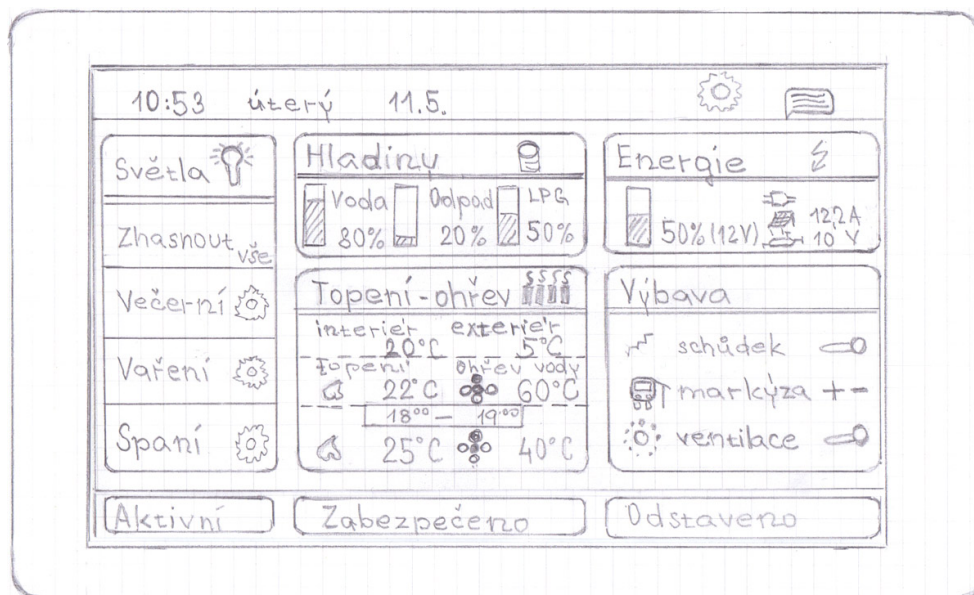 10:53 úterý 11.5.
Světla
Zhasnout vše
Večerní
Vaření
Spaní
Hladiny
Voda Odpad LPG
80% 20% 50%
Topení-ohřev
interiér exteriér
20°C 5°C
topení ohřev vody
22°C 60°C
18⁰⁰ — 19⁰⁰
25°C 40°C
Energie
50% (12V) 12,2A
10 V
Výbava
schůdek
markýza + -
ventilace
Aktivní Zabezpečeno Odstaveno